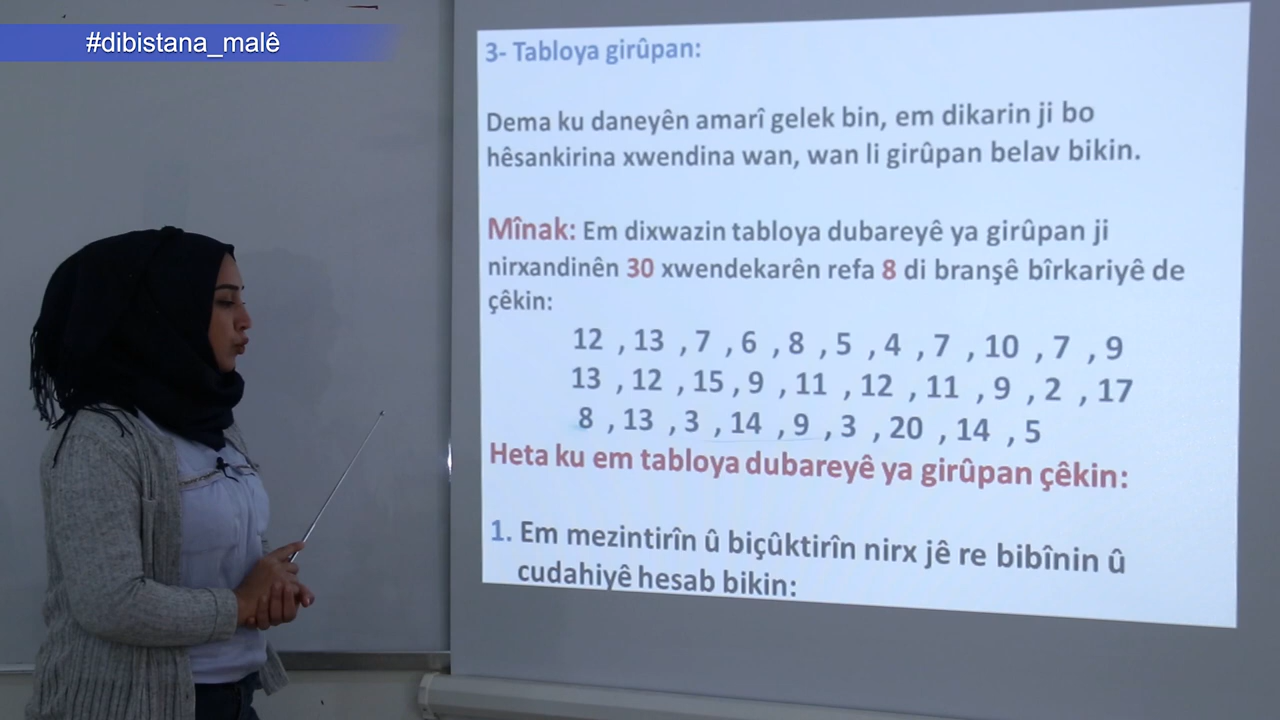 #dibistana_malê
3- Tabloya girûpan:
Dema ku daneyên amarî gelek bin, em dikarin ji bo
hêsankirina xwendina wan, wan li girûpan belav bikin.
Mînak: Em dixwazin tabloya dubareyê ya girûpan ji
nirxandinên 30 xwendekarên refa 8 di branşê bîrkariyê de
çêkin:
12 , 13 , 7 , 6 , 8 , 5 , 4 , 7 , 10 , 7 , 9
13 , 12 , 15 , 9 , 11 , 12 , 11 , 9 , 2 , 17
8 , 13 , 3 , 14 , 9 , 3 , 20 , 14 , 5
Heta ku em tabloya dubareyê ya girûpan çêkin:
1. Em mezintirîn û biçûktirîn nirx jê re bibînin û
cudahiyê hesab bikin: